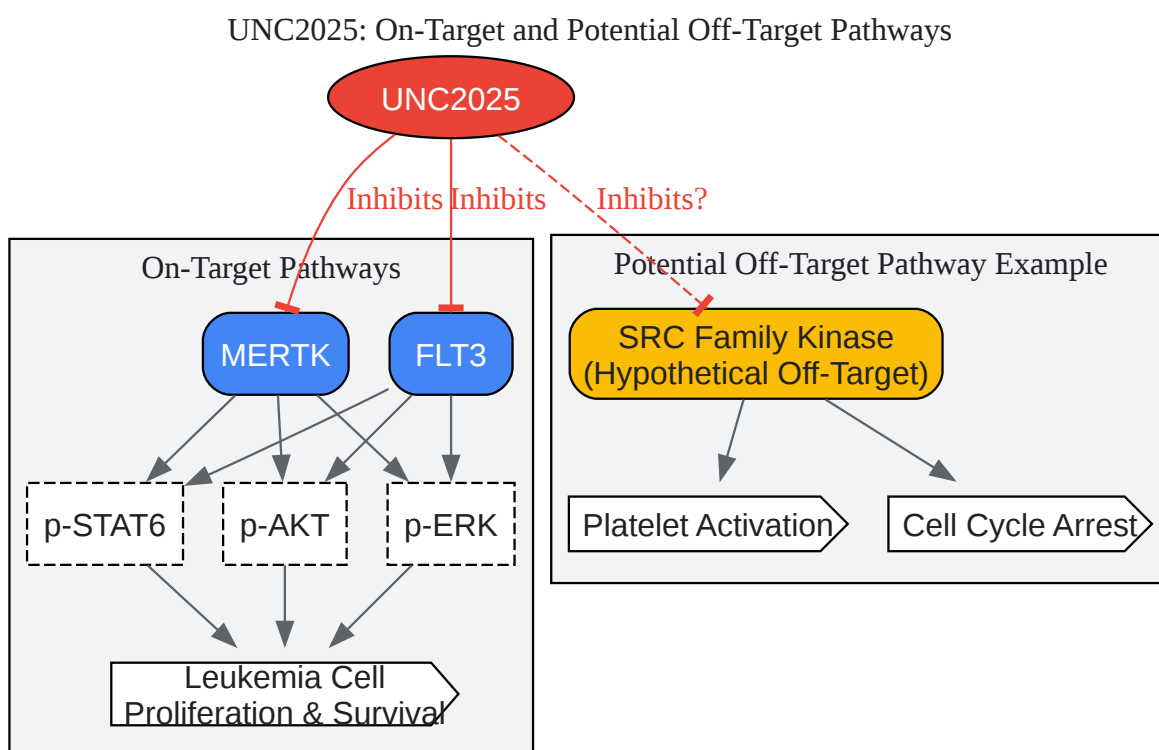 UNC2025: On-Target and Potential Off-Target Pathways
UNC2025
Inhibits
Inhibits
Inhibits?
On-Target Pathways
Potential Off-Target Pathway Example
MERTK
FLT3
SRC Family Kinase
(Hypothetical Off-Target)
p-STAT6
p-AKT
p-ERK
Platelet Activation
Cell Cycle Arrest
Leukemia Cell
Proliferation & Survival